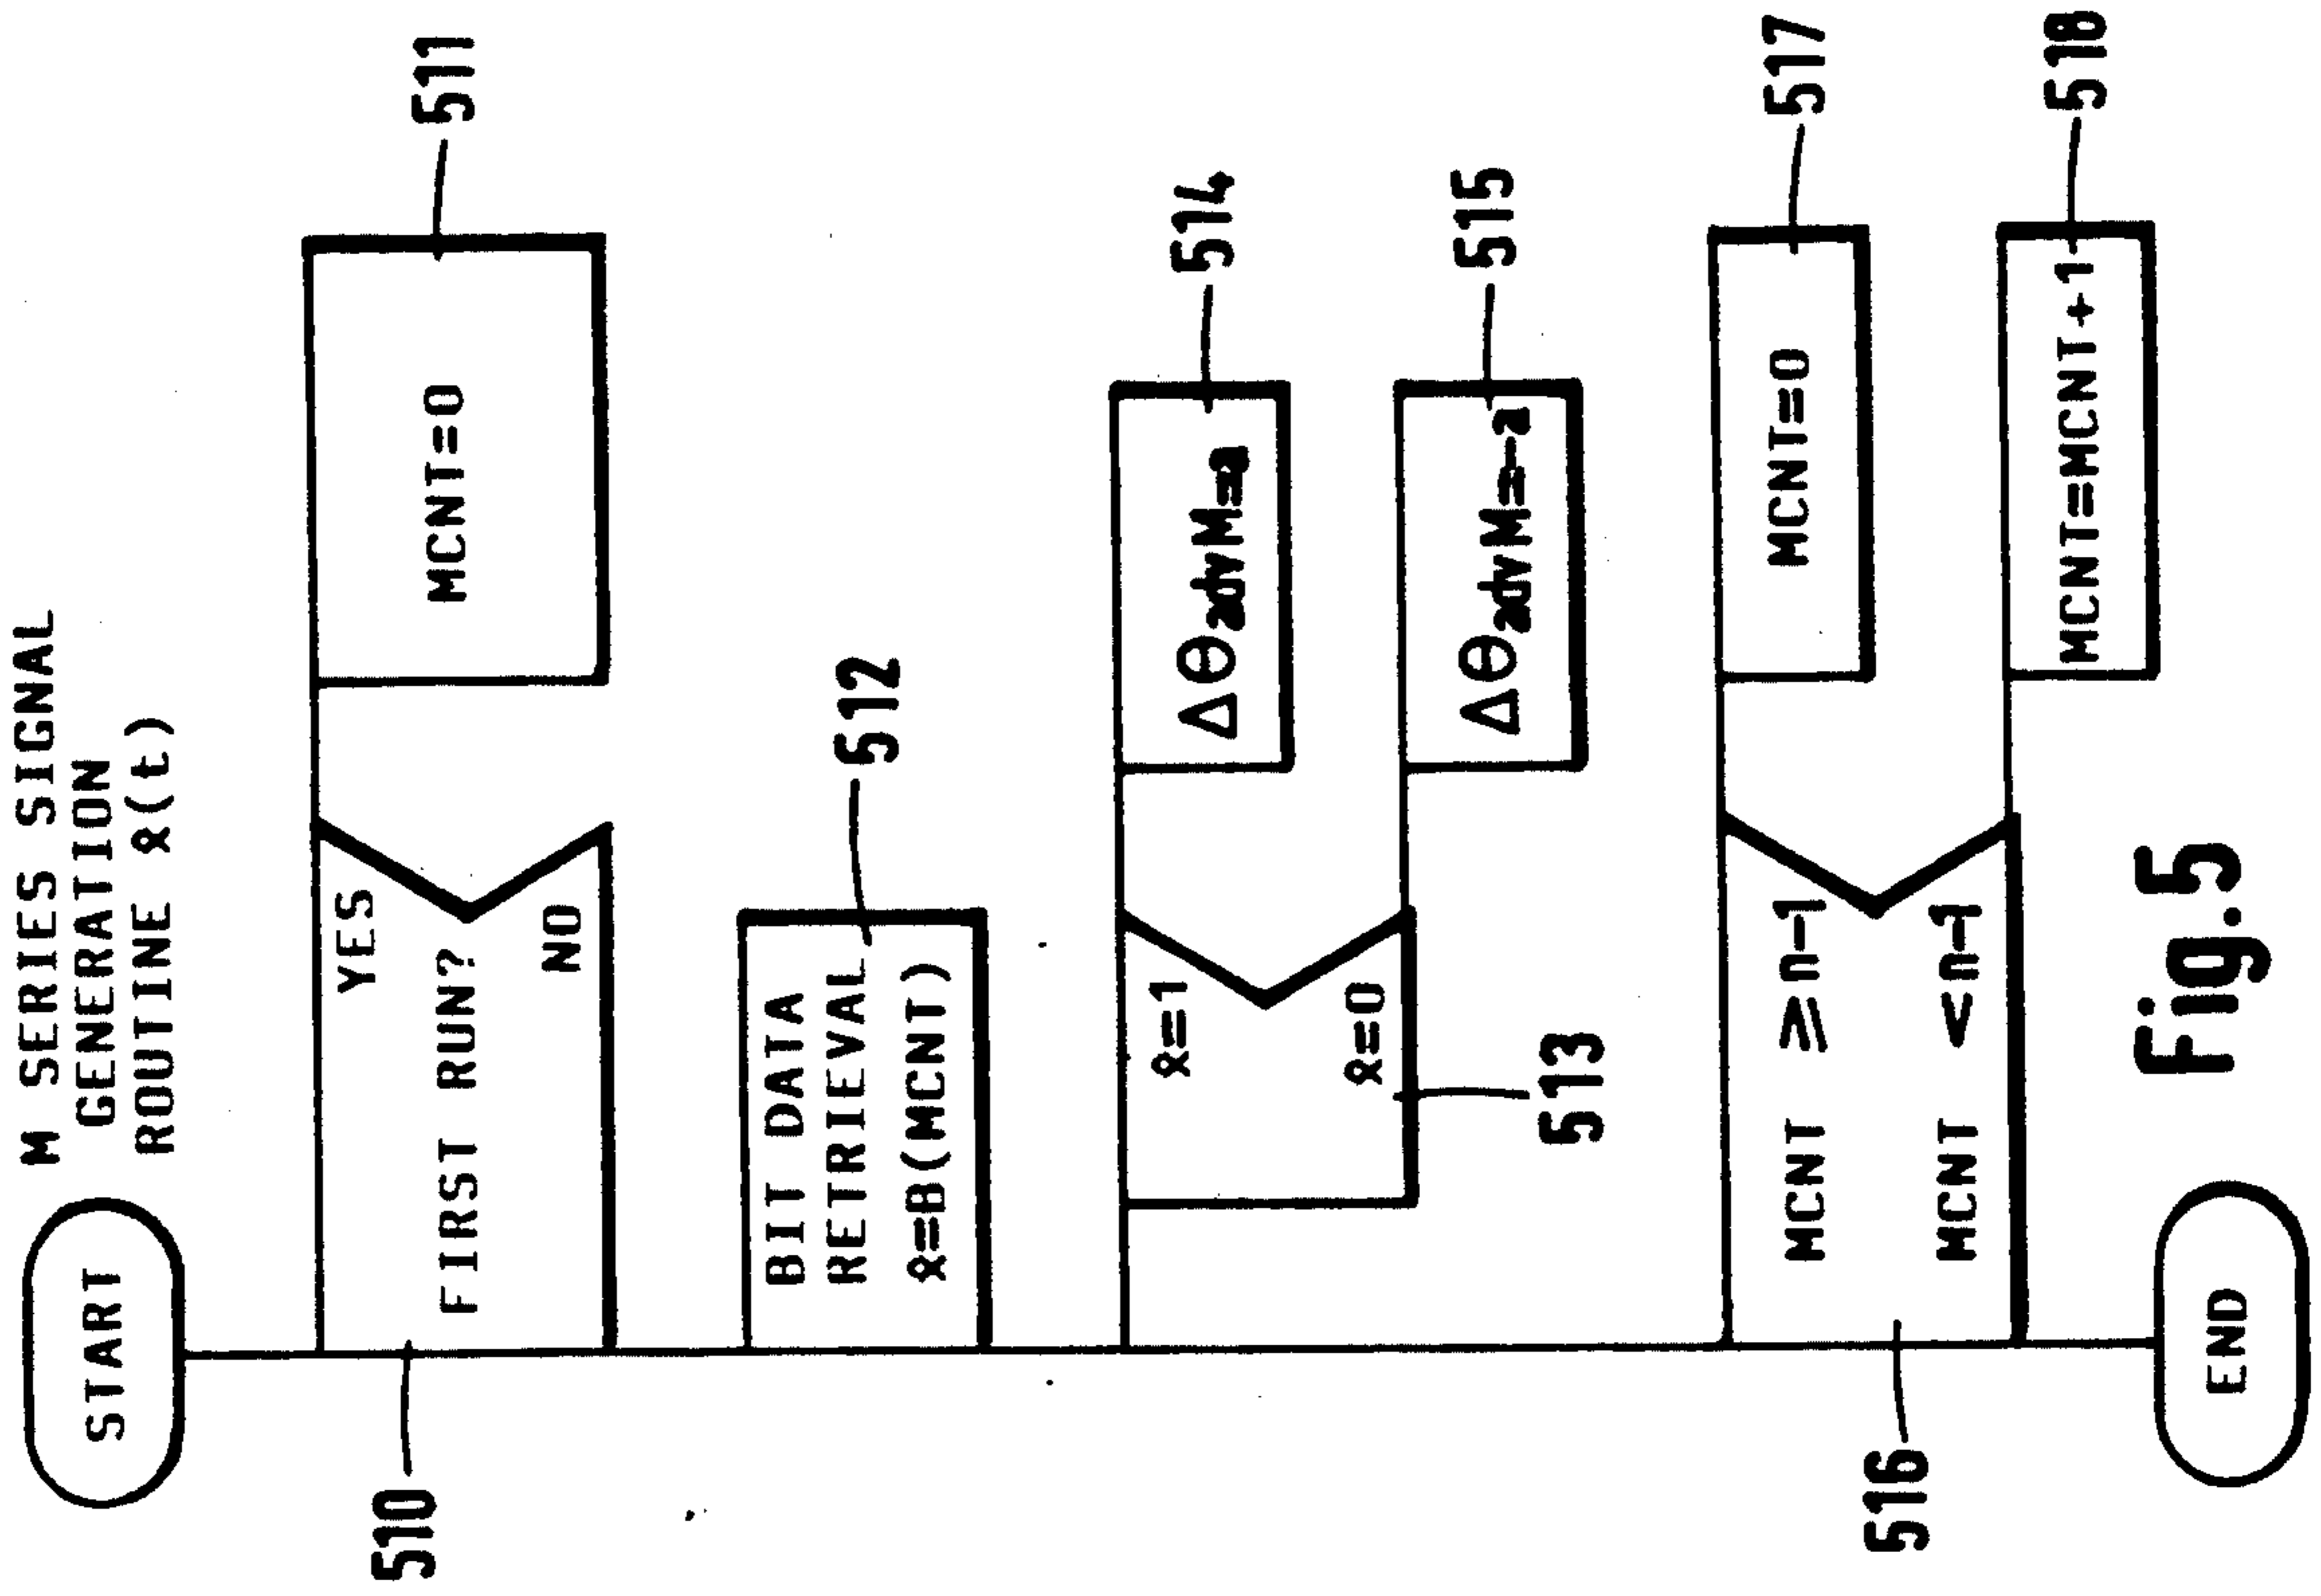 M SERIES SIGNAL
GENERATION
ROUTINE &(t)
START
510
FIRST RUN?
YES
NO
MCNT=0
511
BIT DATA
RETRIEVAL
&=B(MCNT)
512
&=1
&=0
513
ΔθadvM=a
514
ΔθadvM=-a
515
516
MCNT ≥n-1
MCNT <n-1
MCNT=0
517
MCNT=MCNT+1
518
END
Fig.5